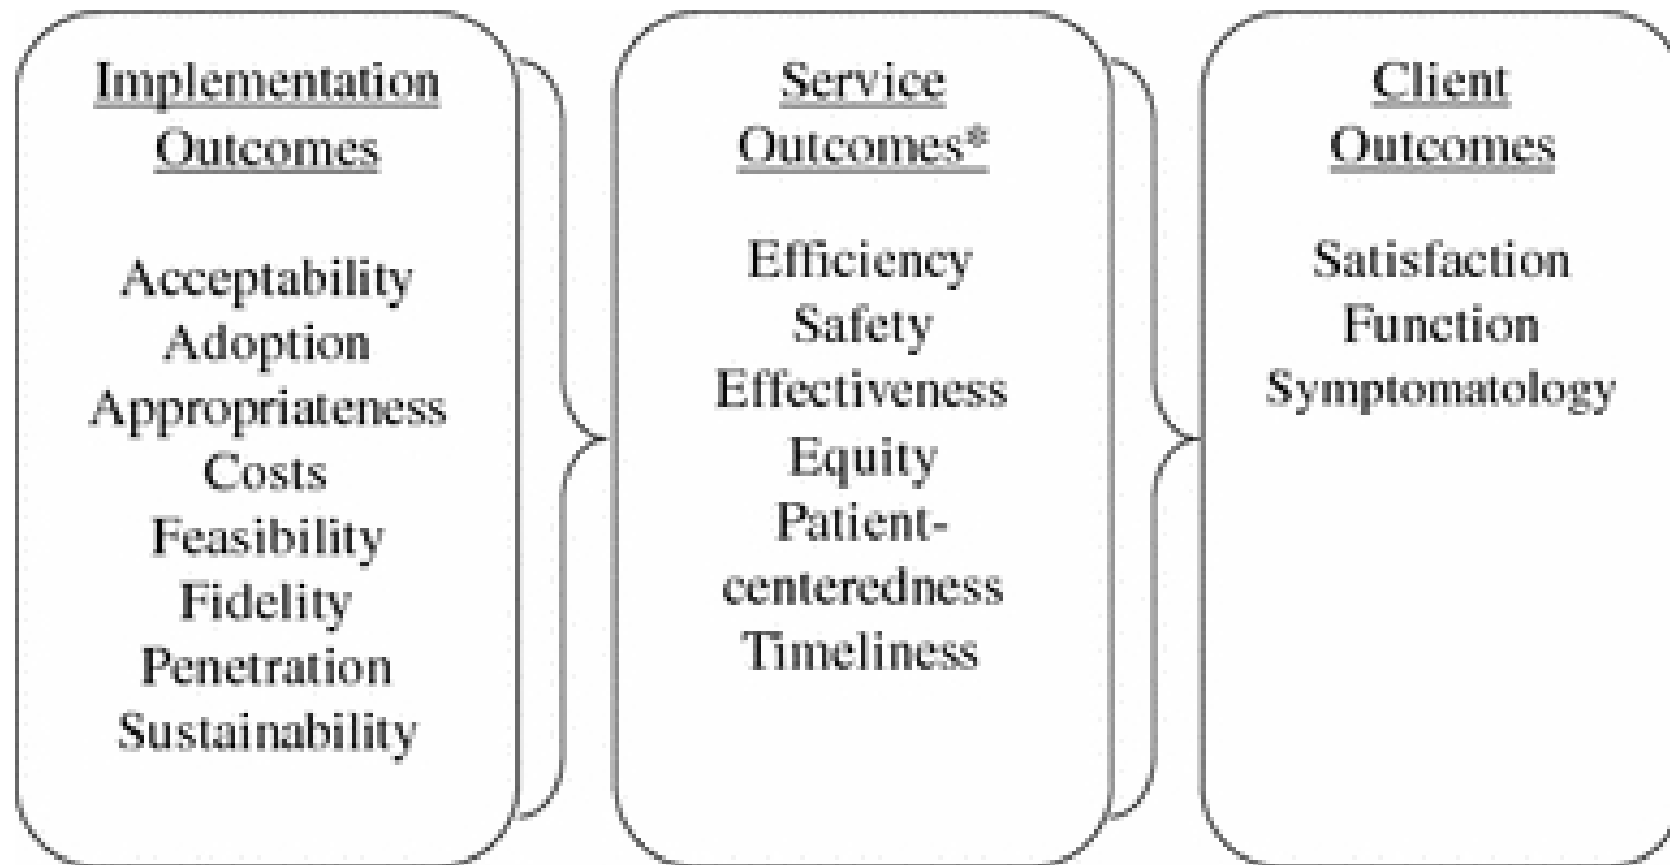 Implementation
Outcomes
Acceptability
Adoption
Appropriateness
Costs
Feasibility
Fidelity
Penetration
Sustainability
Service
Outcomes*
Efficiency
Safety
Effectiveness
Equity
Patient-
centeredness
Timeliness
Client
Outcomes
Satisfaction
Function
Symptomatology